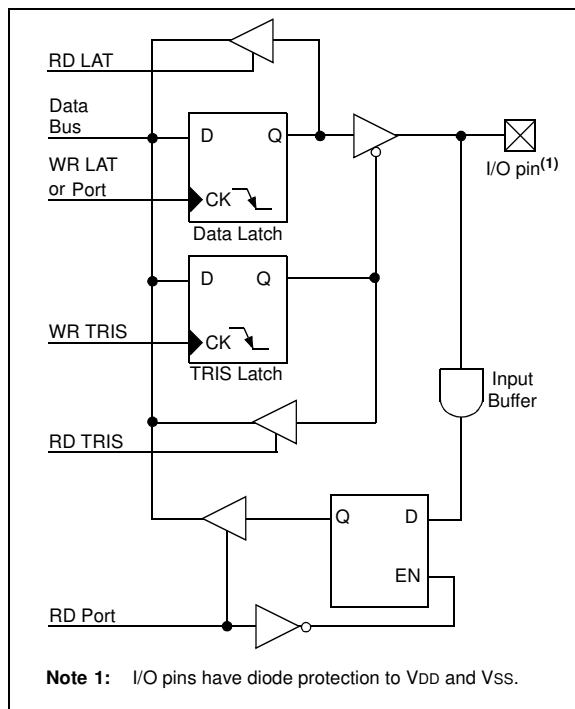 RD LAT
Data
Bus
D Q
WR LAT
or Port
CK
Data Latch
I/O pin(1)
D Q
WR TRIS
CK
TRIS Latch
Input
Buffer
RD TRIS
Q D
EN
RD Port
Note 1: I/O pins have diode protection to VDD and VSS.